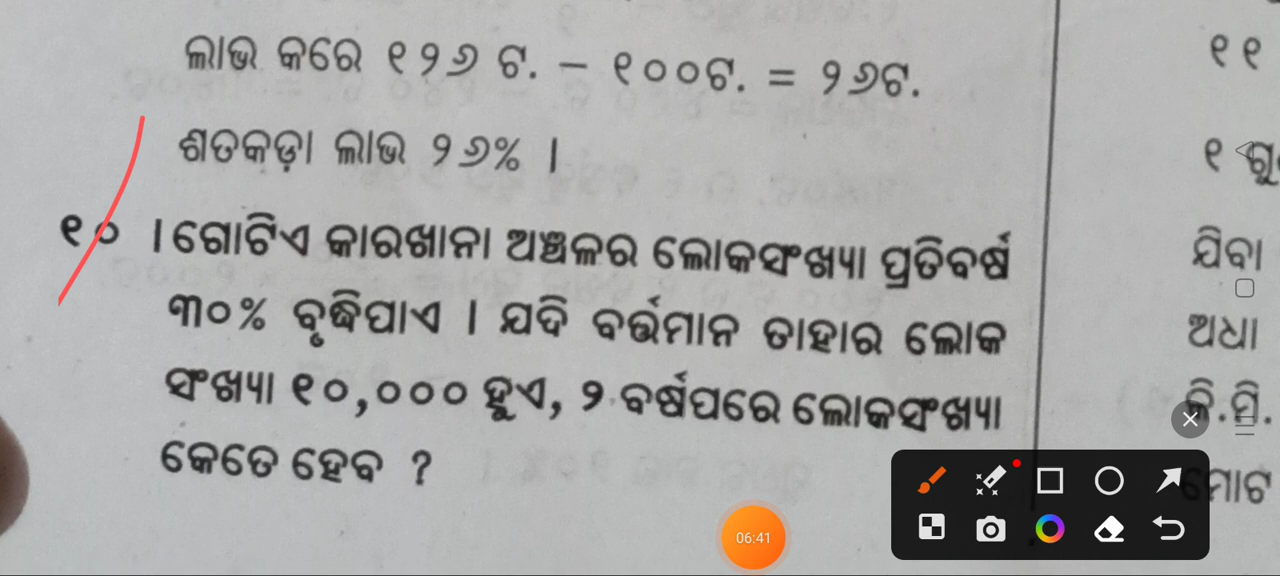 ଲାଭ କରେ ୧୨୬ ଟ. – ୧୦୦ଟ. = ୨୬ଟ.
ଶତକଡ଼ା ଲାଭ ୨୬% ।
୧୦ ।ଗୋଟିଏ କାରଖାନା ଅଞ୍ଚଳର ଲୋକସଂଖ୍ୟା ପ୍ରତିବର୍ଷ
୩୦% ବୃଦ୍ଧିପାଏ । ଯଦି ବର୍ତ୍ତମାନ ତାହାର ଲୋକ
ସଂଖ୍ୟା ୧୦,୦୦୦ ହୁଏ, ୨ ବର୍ଷପରେ ଲୋକସଂଖ୍ୟା
କେତେ ହେବ ?
୧୧
୧
ଯିବା
ଅଧା
କି.ମି.
ମୋଟ
06:41